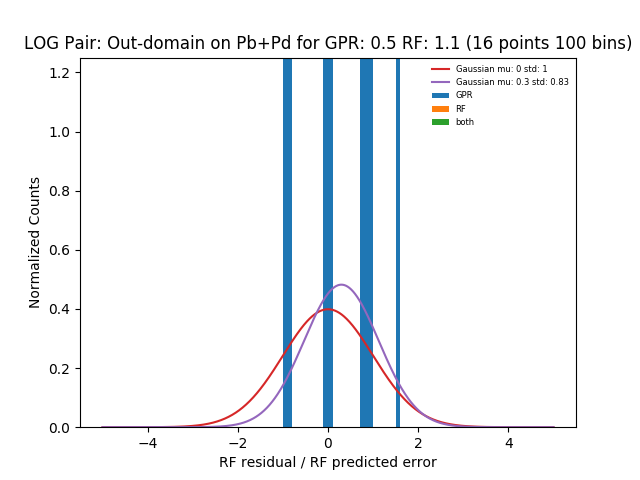 LOG Pair: Out-domain on Pb+Pd for GPR: 0.5 RF: 1.1 (16 points 100 bins)
Gaussian mu: 0 std: 1
Gaussian mu: 0.3 std: 0.83
GPR
RF
both
1.2
1.0
0.8
0.6
0.4
0.2
0.0
Normalized Counts
−4 −2 0 2 4
RF residual / RF predicted error